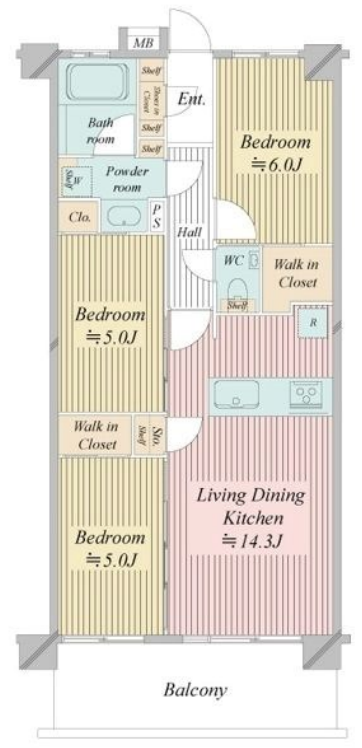 MB
Shelf
Shoes in
Closet
Shelf
Shelf
Ent.
Bath
room
Bedroom
≒6.0J
Shelf
W
Powder
room
Clo.
P
S
Hall
WC
Shelf
Walk in
Closet
R
Bedroom
≒5.0J
Walk in
Closet
Shelf
Sto.
Living Dining
Kitchen
≒14.3J
Bedroom
≒5.0J
Balcony